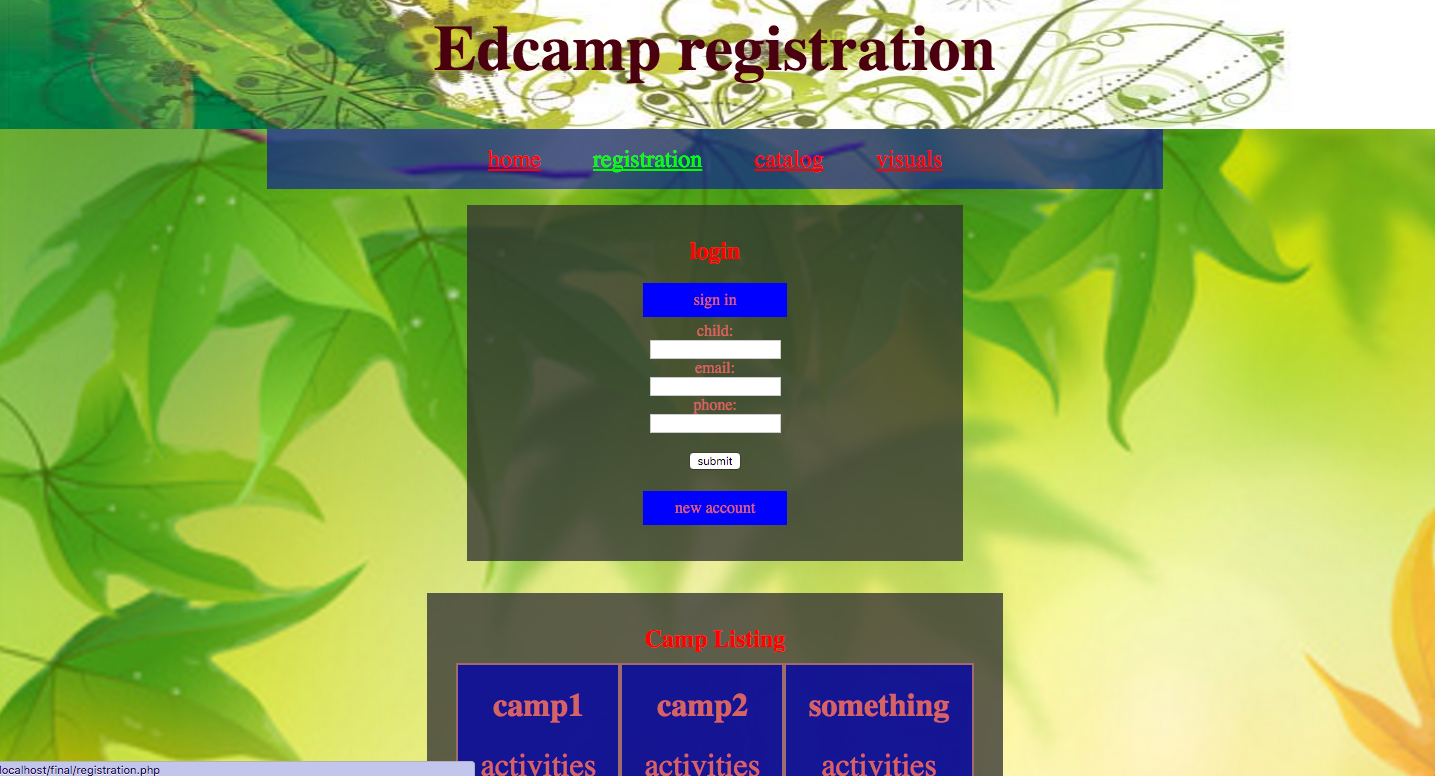 Edcamp registration
home registration catalog visuals
login
sign in
child:
email:
phone:
submit
new account
Camp Listing
camp1 camp2 something
activities activities activities
localhost/final/registration.php